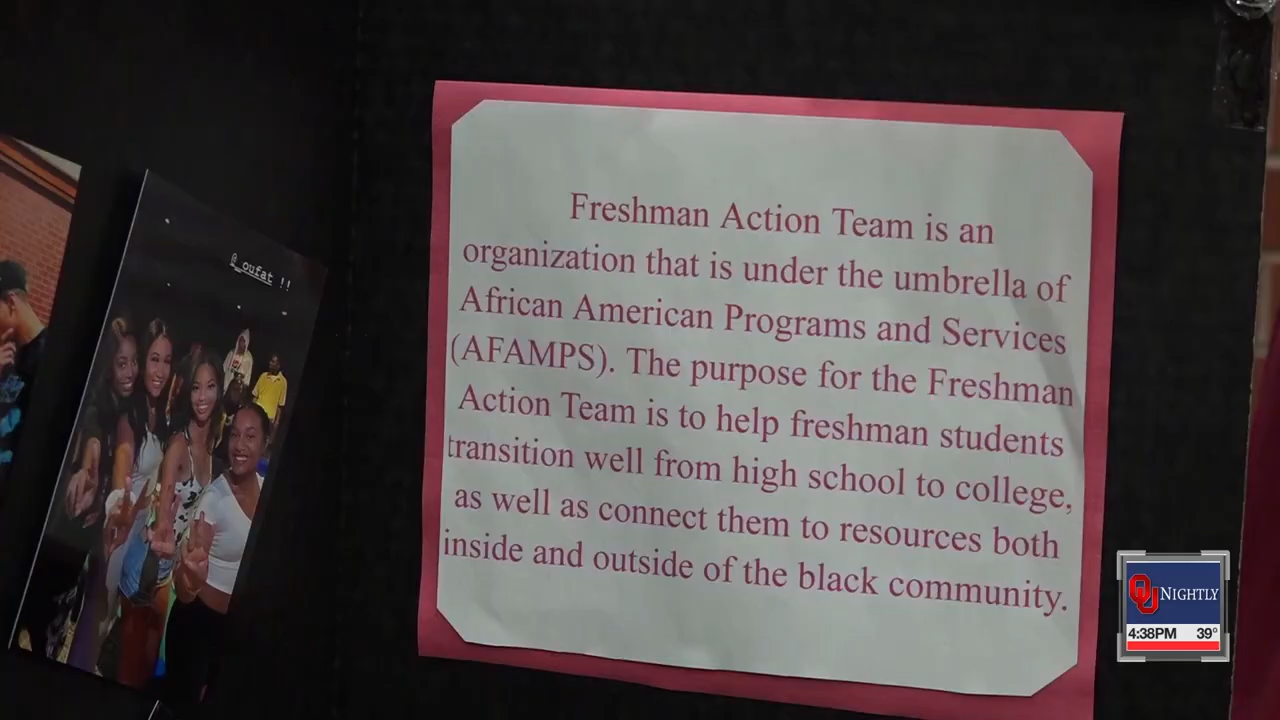 @_oufat !!
Freshman Action Team is an
organization that is under the umbrella of
African American Programs and Services
(AFAMPS). The purpose for the Freshman
Action Team is to help freshman students
transition well from high school to college,
as well as connect them to resources both
inside and outside of the black community.
OU NIGHTLY
4:38PM 39°